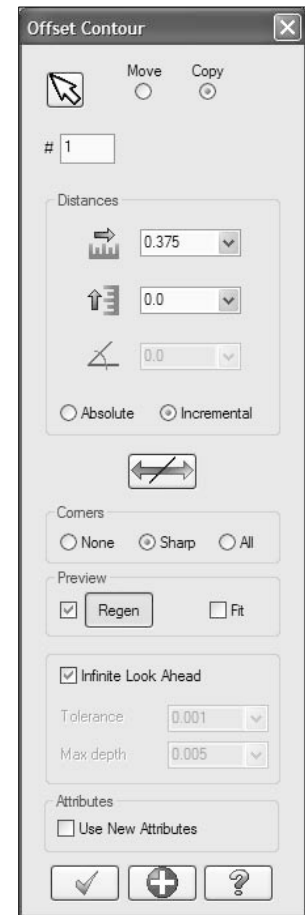 Offset Contour
Move Copy
# 1
Distances
0.375
0.0
0.0
Absolute Incremental
Corners
None Sharp All
Preview
Regen Fit
Infinite Look Ahead
Tolerance 0.001
Max depth 0.005
Attributes
Use New Attributes